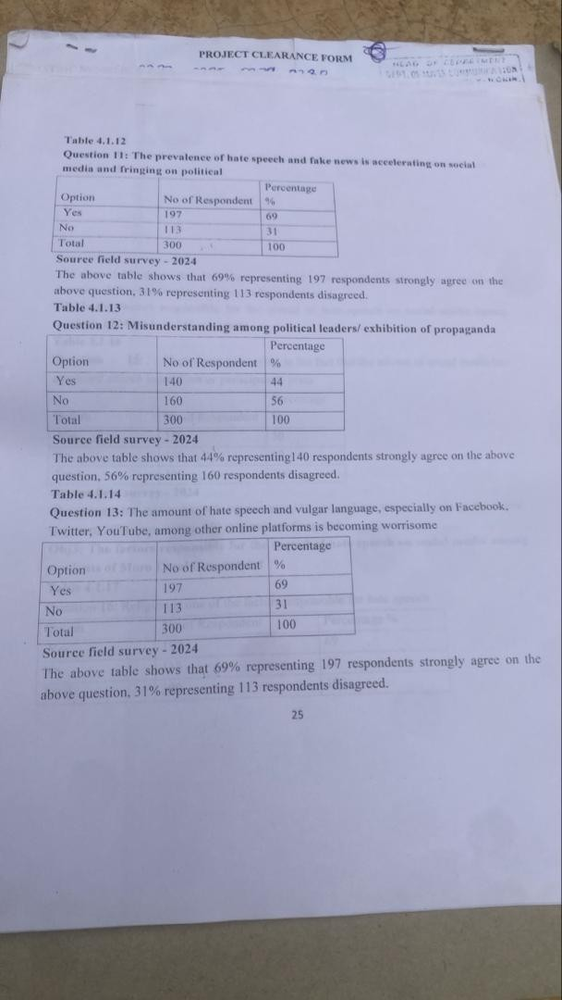 PROJECT CLEARANCE FORM
HEAD OF DEPARTMENT
DEPT. OF MASS COMMUNICATION
Table 4.1.12
Question 11: The prevalence of hate speech and fake news is accelerating on social
media and fringing on political
Option No of Respondent Percentage %
Yes 197 69
No 113 31
Total 300 100
Source field survey - 2024
The above table shows that 69% representing 197 respondents strongly agree on the
above question, 31% representing 113 respondents disagreed.
Table 4.1.13
Question 12: Misunderstanding among political leaders/ exhibition of propaganda
Option No of Respondent Percentage %
Yes 140 44
No 160 56
Total 300 100
Source field survey - 2024
The above table shows that 44% representing140 respondents strongly agree on the above
question, 56% representing 160 respondents disagreed.
Table 4.1.14
Question 13: The amount of hate speech and vulgar language, especially on Facebook,
Twitter, YouTube, among other online platforms is becoming worrisome
Option No of Respondent Percentage %
Yes 197 69
No 113 31
Total 300 100
Source field survey - 2024
The above table shows that 69% representing 197 respondents strongly agree on the
above question, 31% representing 113 respondents disagreed.
25